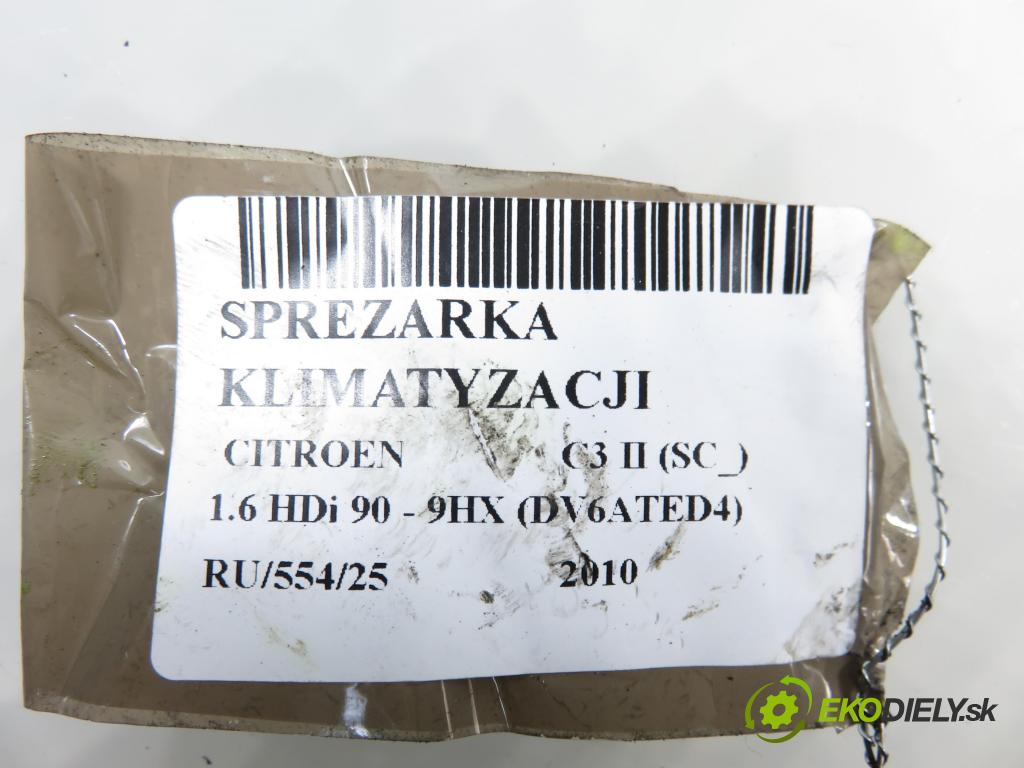 SPREZARKA
KLIMATYZACJI
CITROEN C3 II (SC_)
1.6 HDi 90 - 9HX (DV6ATED4)
RU/554/25 2010
EKODIELY.sk